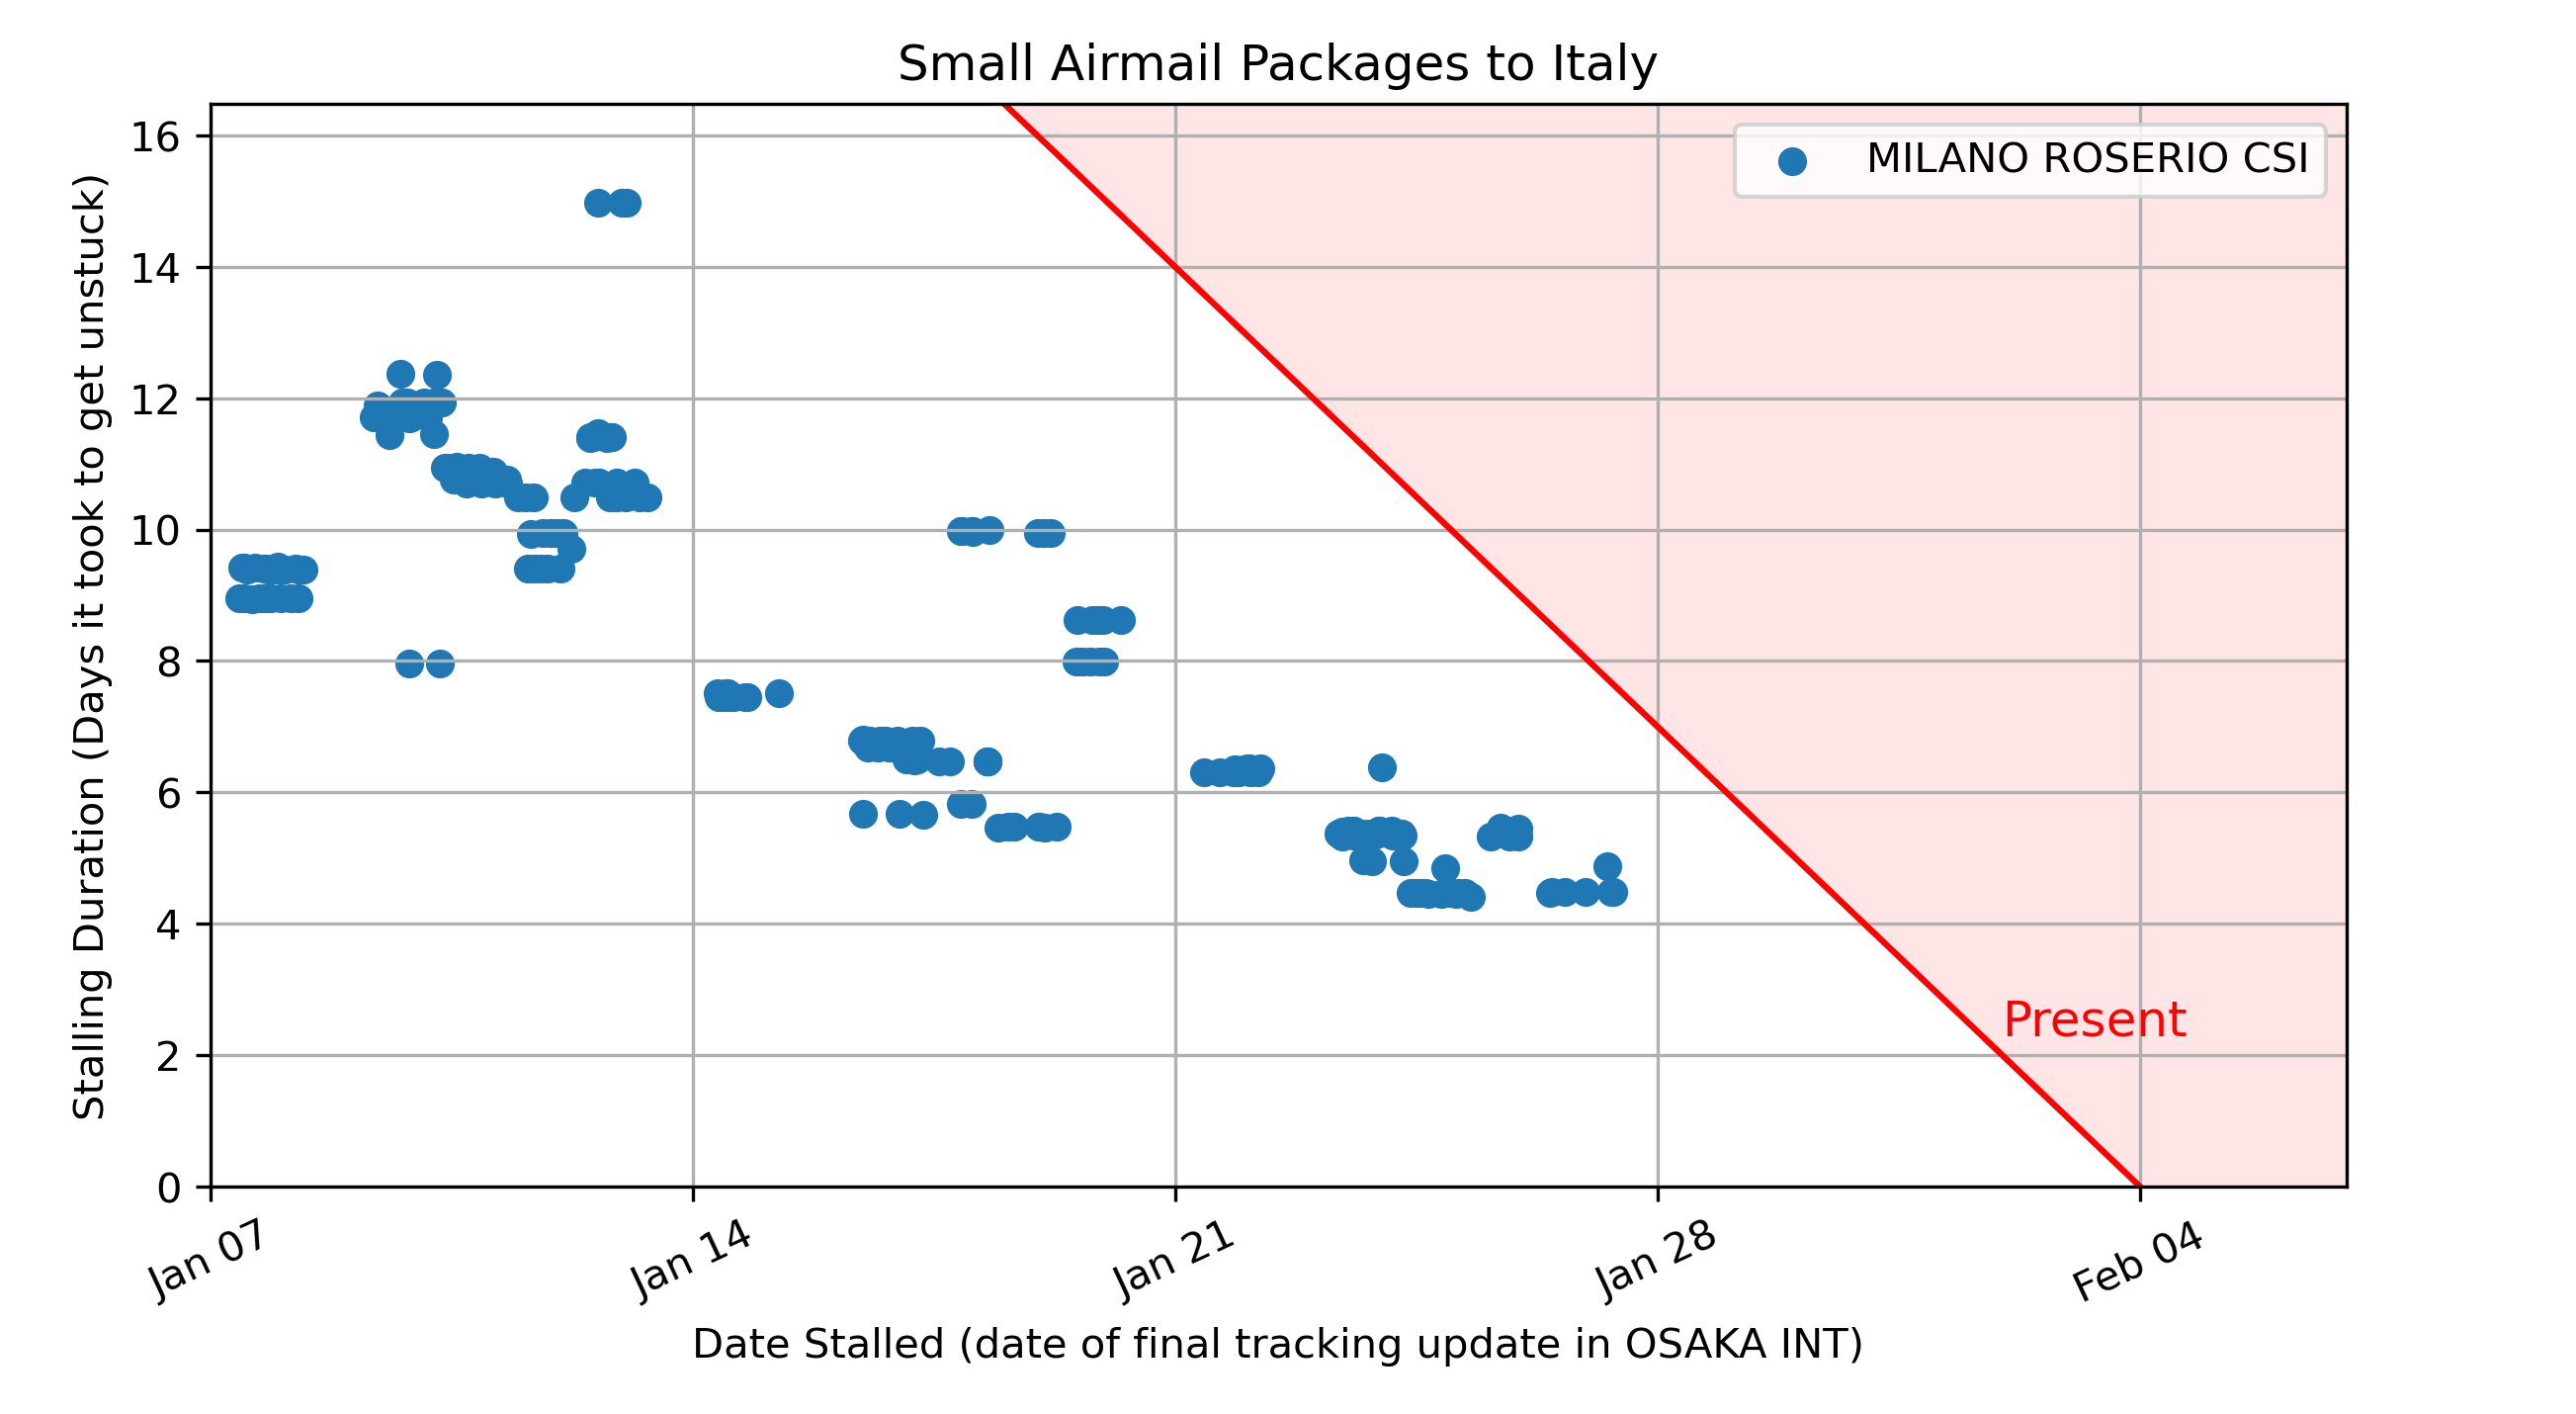 Small Airmail Packages to Italy
MILANO ROSERIO CSI
Stalling Duration (Days it took to get unstuck)
16
14
12
10
8
6
4
2
0
Present
Jan 07
Jan 14
Jan 21
Jan 28
Feb 04
Date Stalled (date of final tracking update in OSAKA INT)